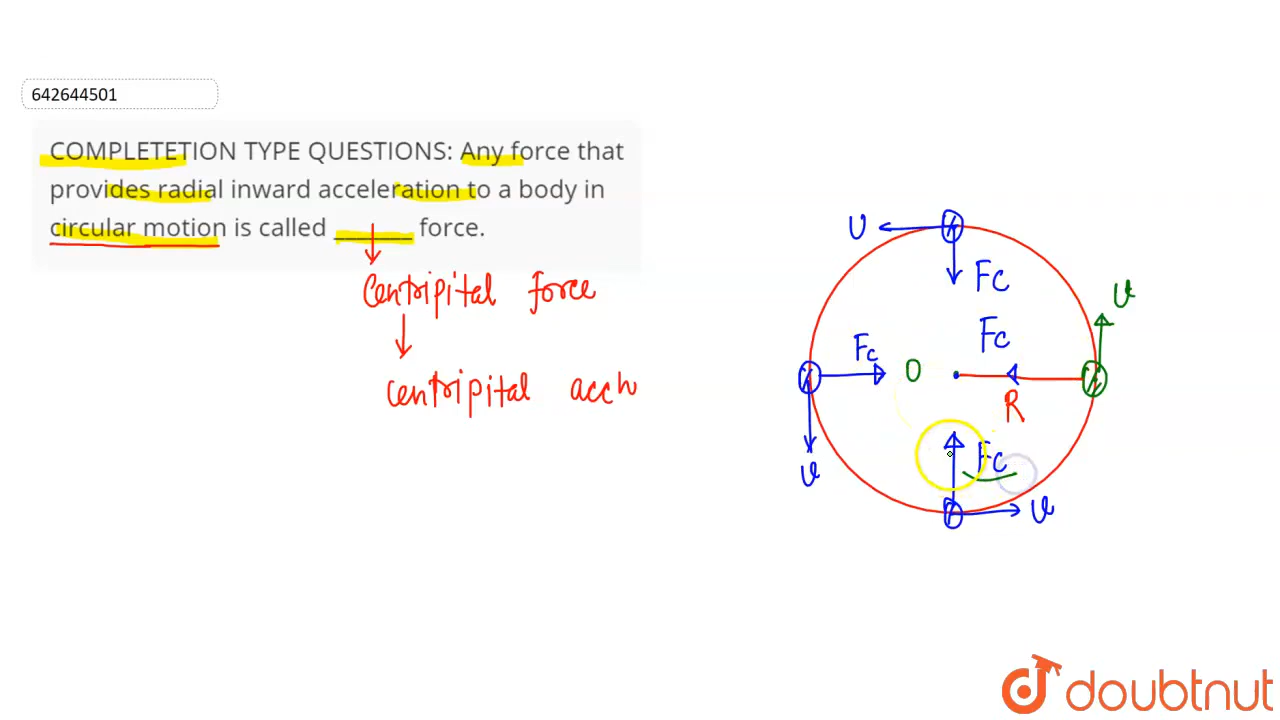 642644501
COMPLETETION TYPE QUESTIONS: Any force that
provides radial inward acceleration to a body in
circular motion is called ______ force.
Centripital force
Centripital accn
U
Fc
Fc
U
Fc
O
R
Fc
U
U
doubtnut